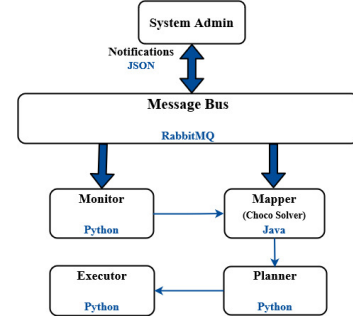 System Admin
Notifications
JSON
Message Bus
RabbitMQ
Monitor
Python
Mapper
(Choco Solver)
Java
Executor
Python
Planner
Python